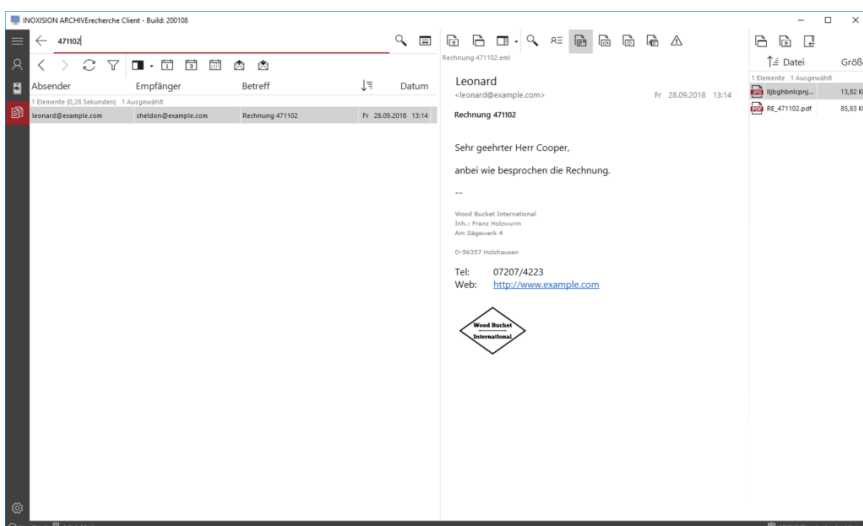 INOXISION ARCHIVErecherche Client - Build: 200108
471102
Absender Empfänger Betreff Datum
1 Elemente (0,28 Sekunden) 1 Ausgewählt
leonard@example.com sheldon@example.com Rechnung 471102 Fr 28.09.2018 13:14
Rechnung 471102.eml
Leonard
<leonard@example.com> Fr 28.09.2018 13:14
Rechnung 471102
Sehr geehrter Herr Cooper,
anbei wie besprochen die Rechnung.
--
Wood Bucket International
Inh.: Franz Holzwurm
Am Sägewerk 4
D-56357 Holzhausen
Tel: 07207/4223
Web: http://www.example.com
Wood Bucket
International
Datei Größe
1 Elemente 1 Ausgewählt
13,82
RE_471102.pdf 85,83